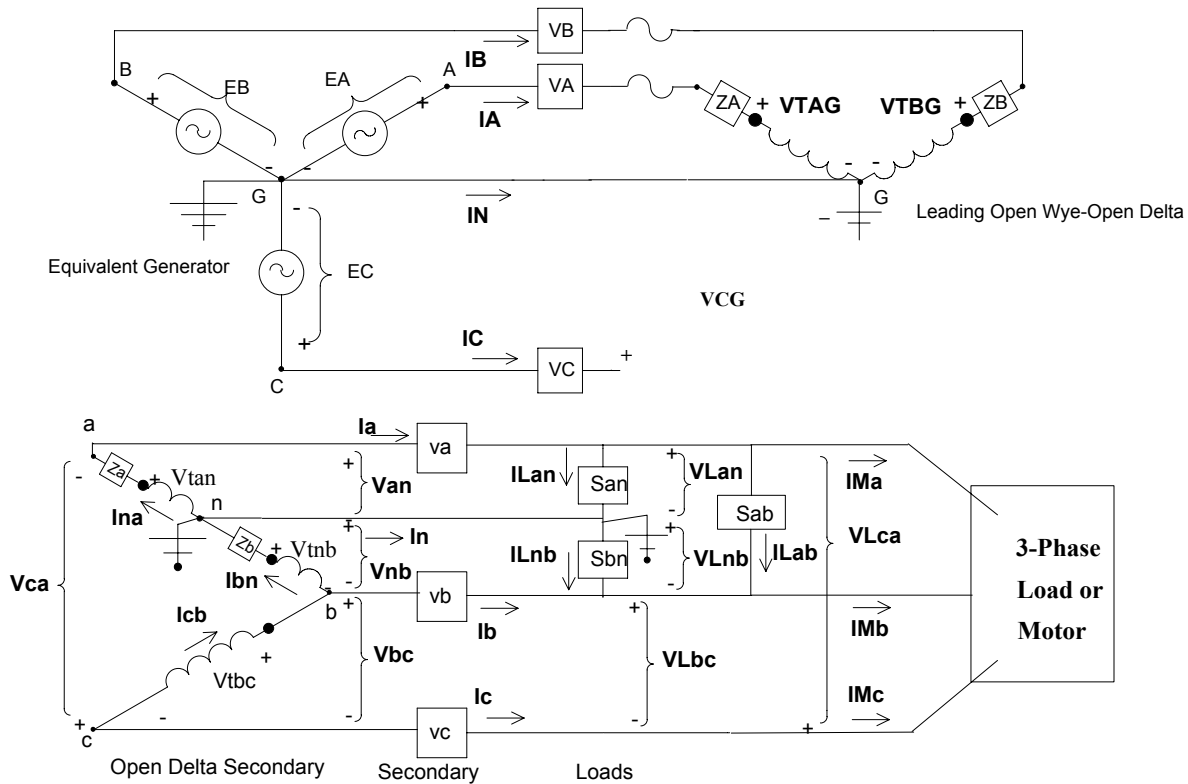 VB
IB
B
A
EB
EA
+
+
VA
IA
ZA
+
VTAG
VTBG
+
ZB
-
-
-
-
G
IN
G
-
Leading Open Wye-Open Delta
Equivalent Generator
-
EC
VCG
+
IC
C
VC
+
a
Ia
va
-
Za
+
Vtan
n
+
Van
-
ILan
San
+
VLan
-
Sab
IMa
Ina
Zb
+
Vtnb
+
In
Vnb
-
ILnb
Sbn
+
VLnb
-
ILab
VLca
3-Phase
Load or
Motor
Vca
Ibn
-
b
vb
Ib
IMb
Icb
+
Vtbc
-
+
Vbc
-
+
VLbc
-
Ic
IMc
+
c
vc
+
Open Delta Secondary
Secondary
Loads